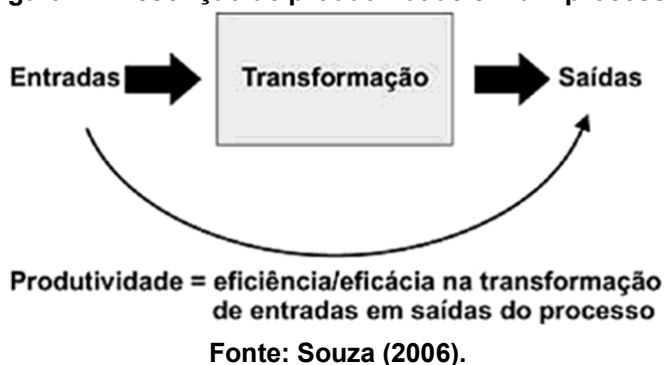 Entradas
Transformação
Saídas
Produtividade = eficiência/eficácia na transformação
de entradas em saídas do processo
Fonte: Souza (2006).